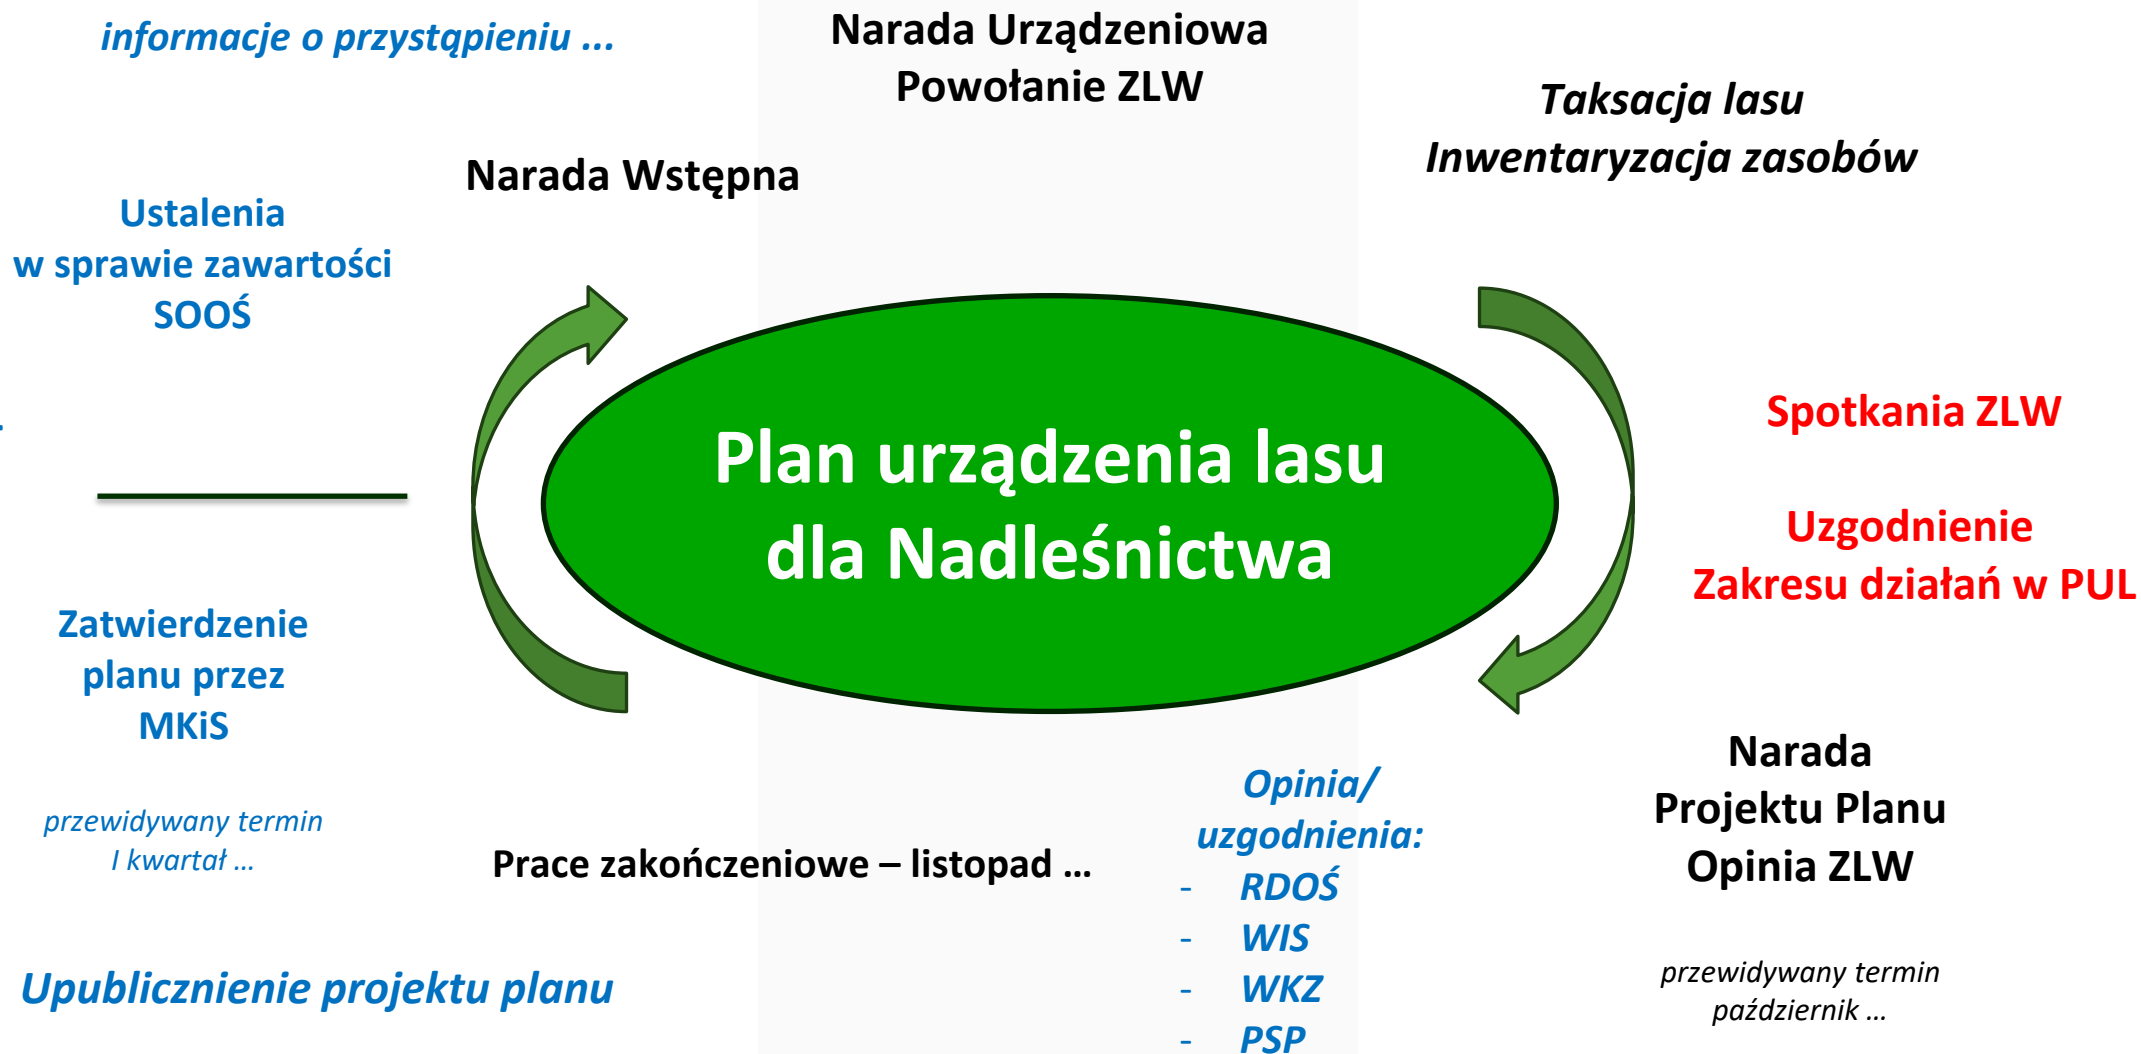 informacje o przystąpieniu ...
Narada Urządzeniowa
Powołanie ZLW
Taksacja lasu
Inwentaryzacja zasobów
Narada Wstępna
Ustalenia
w sprawie zawartości
SOOŚ
Plan urządzenia lasu
dla Nadleśnictwa
Spotkania ZLW
Uzgodnienie
Zakresu działań w PUL
Zatwierdzenie
planu przez
MKiS
przewidywany termin
I kwartał ...
Prace zakończeniowe – listopad ...
Opinia/
uzgodnienia:
- RDOŚ
- WIS
- WKZ
- PSP
Narada
Projektu Planu
Opinia ZLW
przewidywany termin
październik ...
Upublicznienie projektu planu